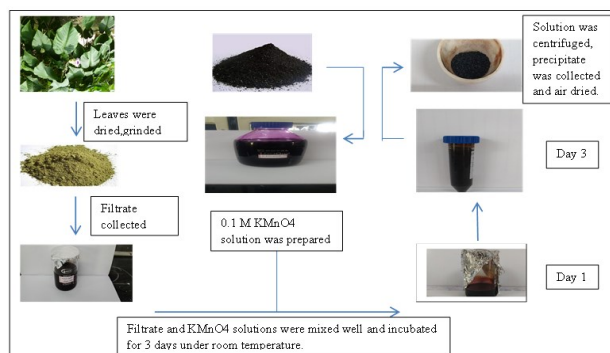 Solution was
centrifuged,
precipitate
was collected
and air dried.
Leaves were
dried,grinded
Day 3
Filtrate
collected
0.1 M KMnO4
solution was prepared
Day 1
Filtrate and KMnO4 solutions were mixed well and incubated
for 3 days under room temperature.